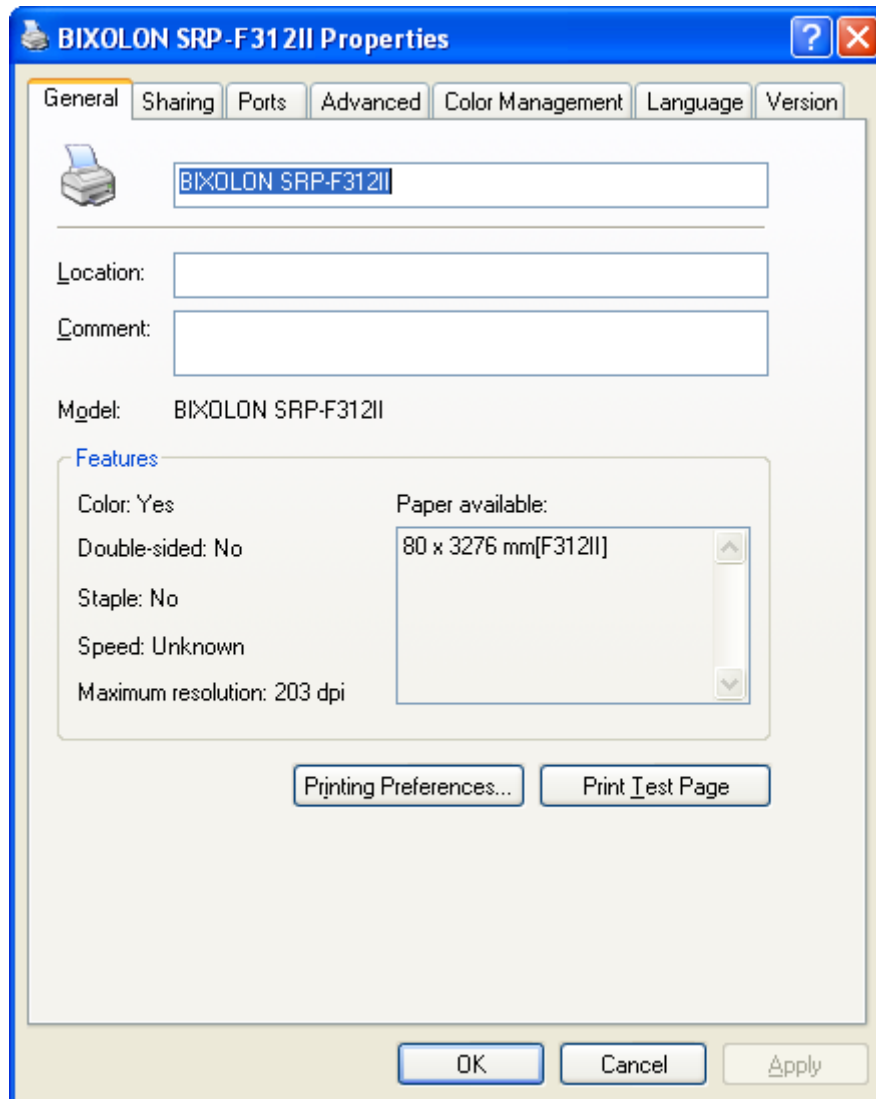 BIXOLON SRP-F312II Properties
General Sharing Ports Advanced Color Management Language Version
BIXOLON SRP-F312II
Location:
Comment:
Model: BIXOLON SRP-F312II
Features
Color: Yes
Paper available:
Double-sided: No
80 x 3276 mm[F312II]
Staple: No
Speed: Unknown
Maximum resolution: 203 dpi
Printing Preferences... Print Test Page
OK Cancel Apply